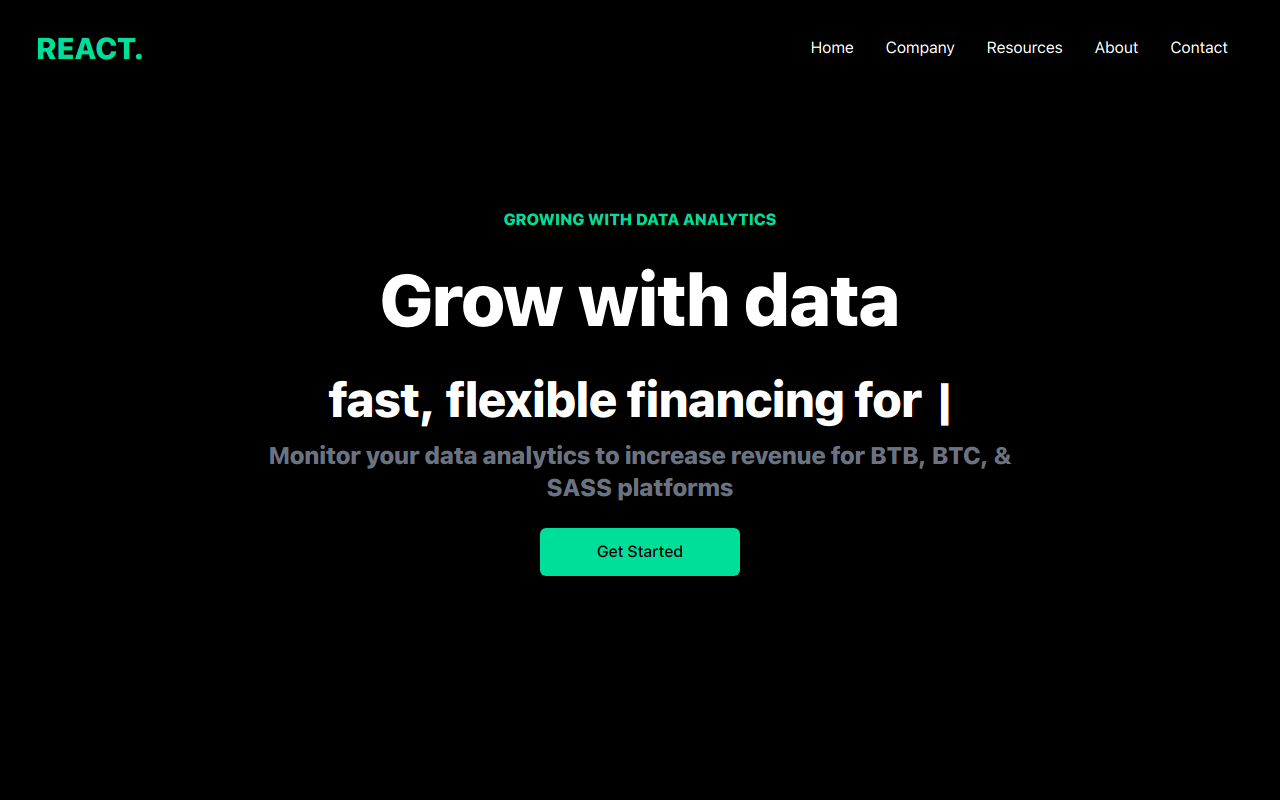 REACT.
Home Company Resources About Contact
GROWING WITH DATA ANALYTICS
Grow with data
fast, flexible financing for |
Monitor your data analytics to increase revenue for BTB, BTC, &
SASS platforms
Get Started